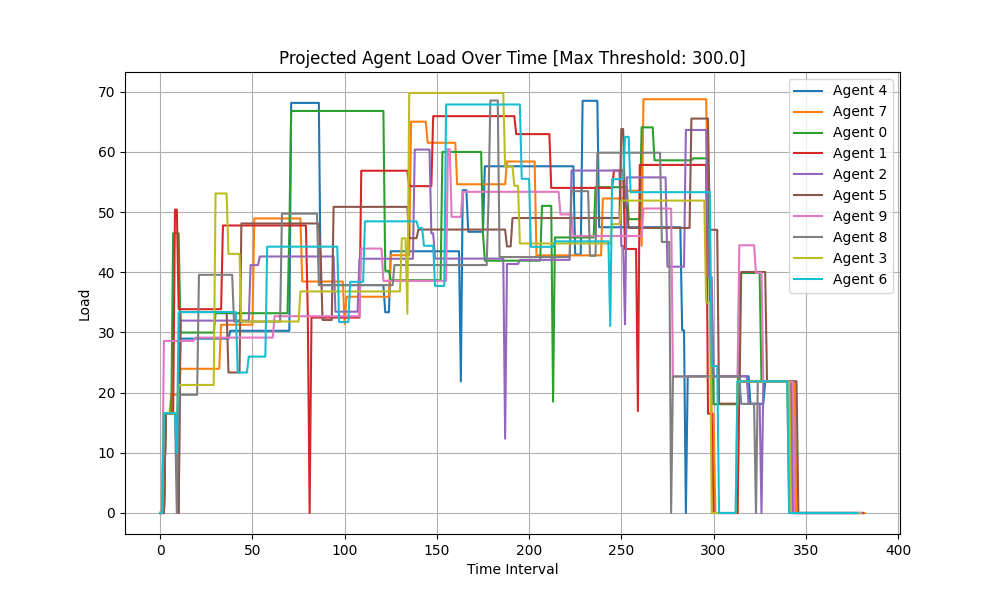 Projected Agent Load Over Time [Max Threshold: 300.0]
Load
70
60
50
40
30
20
10
0
0 50 100 150 200 250 300 350 400
Time Interval
Agent 4
Agent 7
Agent 0
Agent 1
Agent 2
Agent 5
Agent 9
Agent 8
Agent 3
Agent 6